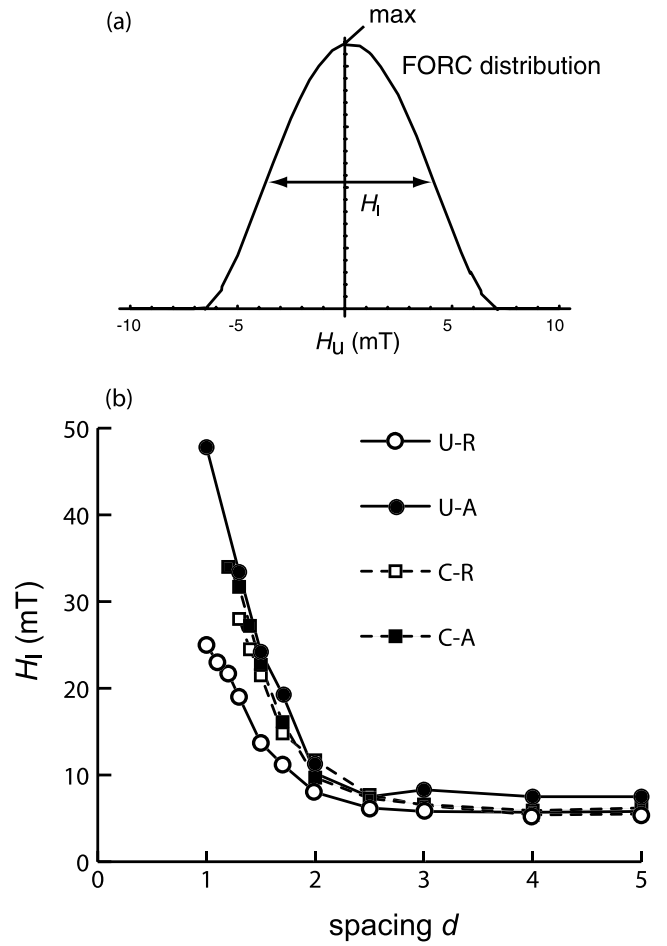 (a)
max
FORC distribution
HI
-10 -5 5 10
Hu (mT)
(b)
50
40
30
20
10
0
HI (mT)
U-R
U-A
C-R
C-A
0 1 2 3 4 5
spacing d